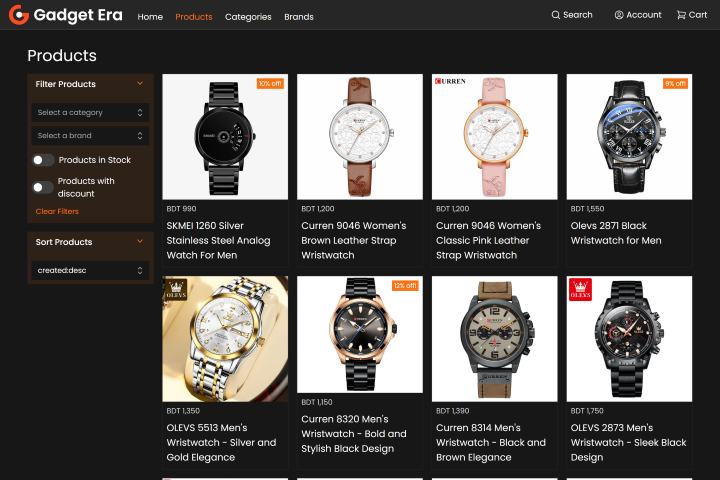 Gadget Era
Home
Products
Categories
Brands
Search
Account
Cart
Products
Filter Products
Select a category
Select a brand
Products in Stock
Products with
discount
Clear Filters
Sort Products
created:desc
10% off!
SKMEI
BDT 990
SKMEI 1260 Silver
Stainless Steel Analog
Watch For Men
BDT 1,200
Curren 9046 Women's
Brown Leather Strap
Wristwatch
CURREN
BDT 1,200
Curren 9046 Women's
Classic Pink Leather
Strap Wristwatch
9% off!
BDT 1,550
Olevs 2871 Black
Wristwatch for Men
OLEVS
BDT 1,350
OLEVS 5513 Men's
Wristwatch - Silver and
Gold Elegance
12% off!
BDT 1,150
Curren 8320 Men's
Wristwatch - Bold and
Stylish Black Design
CURREN
BDT 1,390
Curren 8314 Men's
Wristwatch - Black and
Brown Elegance
OLEVS
BDT 1,750
OLEVS 2873 Men's
Wristwatch - Sleek Black
Design